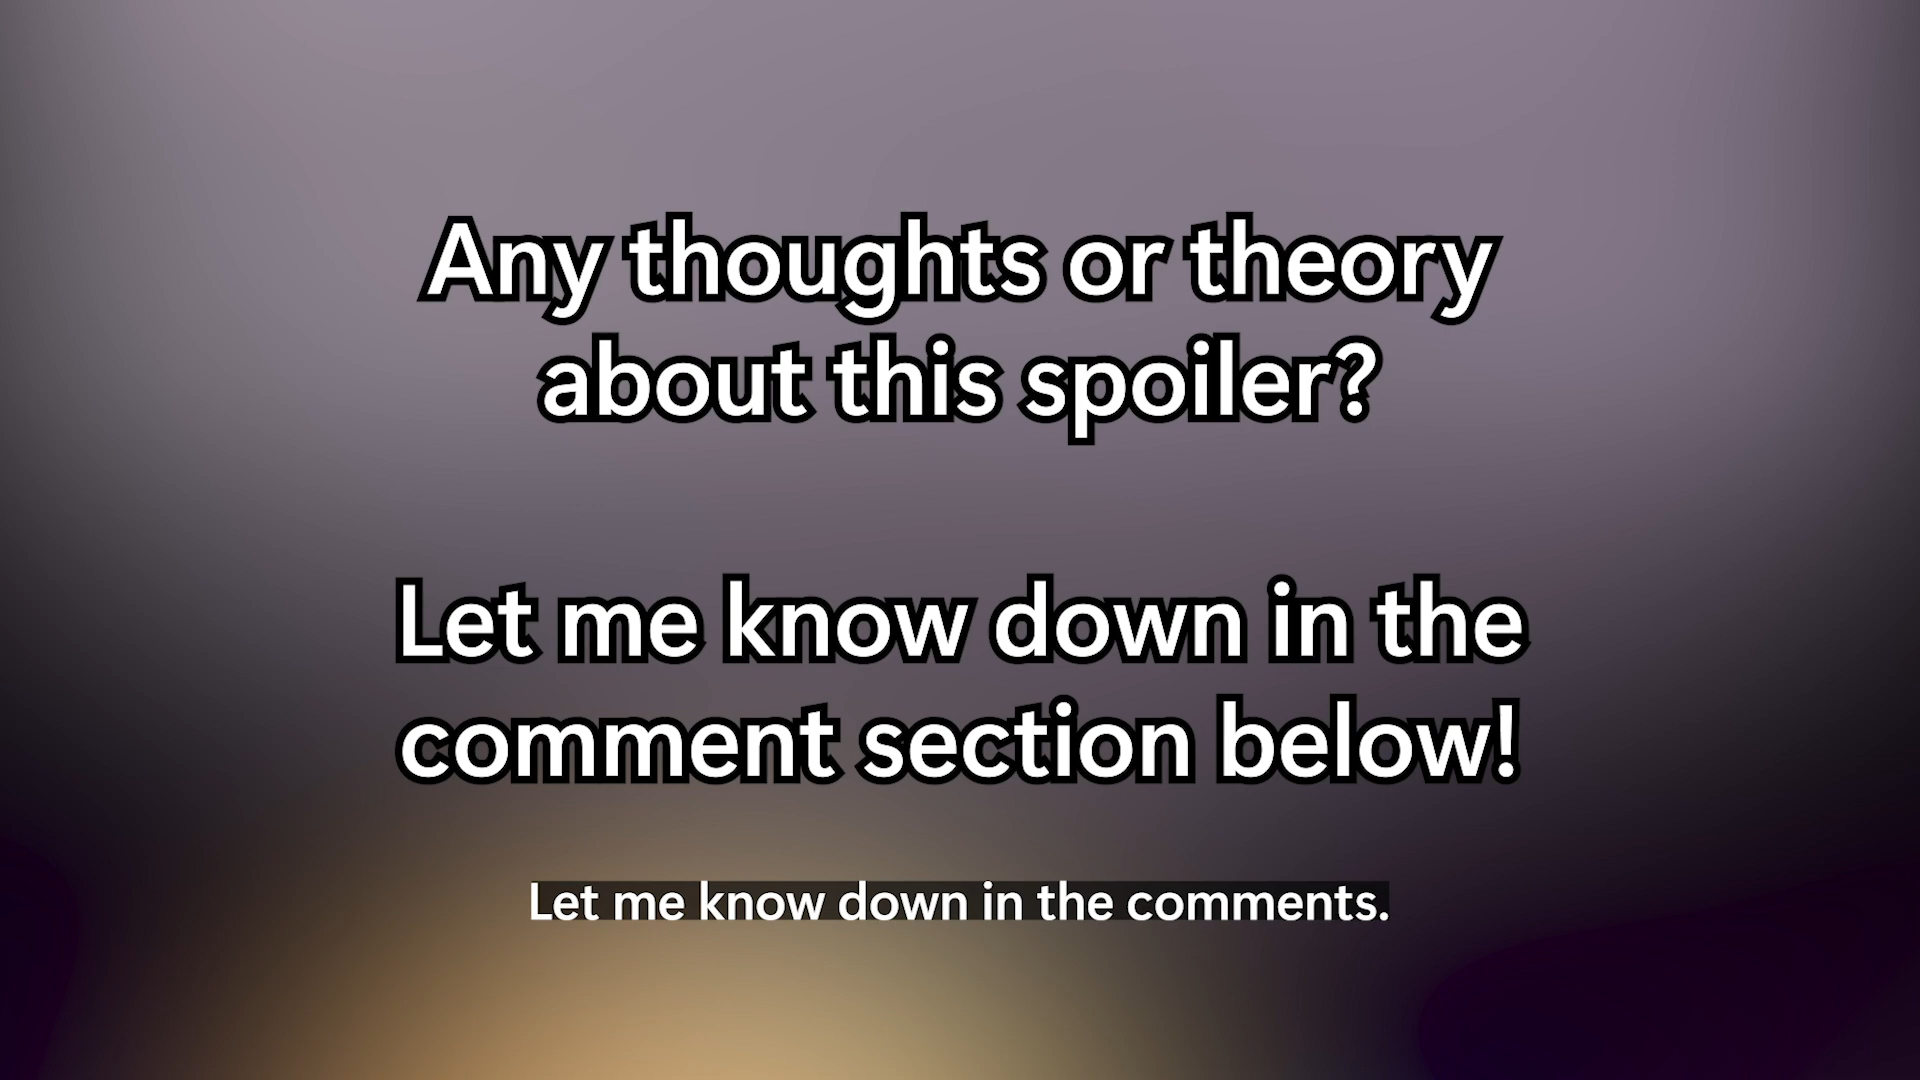 Any thoughts or theory
about this spoiler?
Let me know down in the
comment section below!
Let me know down in the comments.